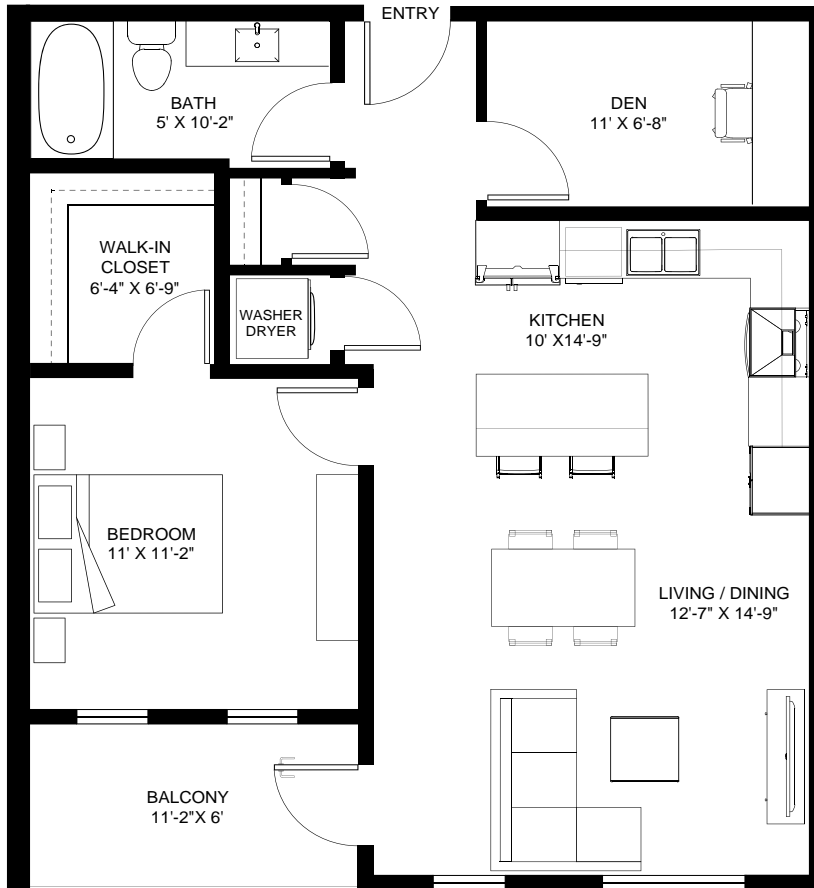 ENTRY
BATH
5' X 10'-2"
DEN
11' X 6'-8"
WALK-IN
CLOSET
6'-4" X 6'-9"
WASHER
DRYER
KITCHEN
10' X14'-9"
BEDROOM
11' X 11'-2"
LIVING / DINING
12'-7" X 14'-9"
BALCONY
11'-2"X 6'